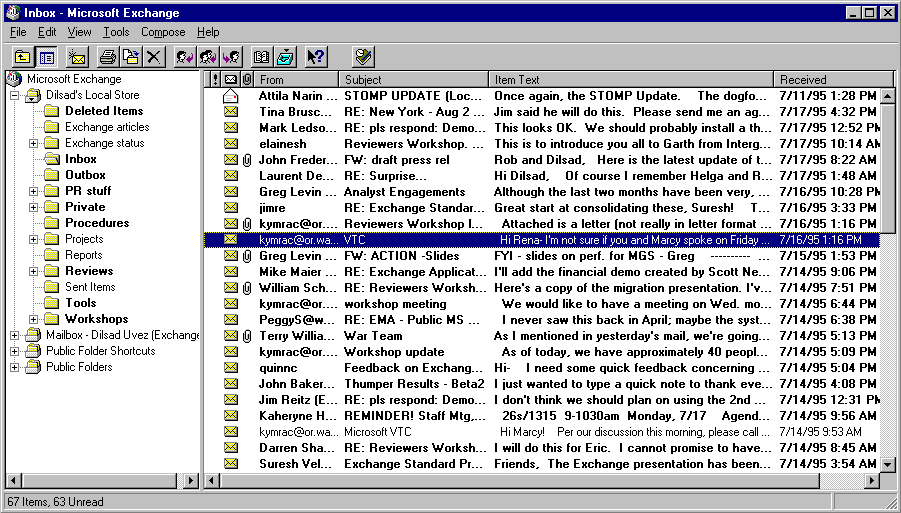 Inbox - Microsoft Exchange
File Edit View Tools Compose Help
Microsoft Exchange
Dilsad's Local Store
Deleted Items
Exchange articles
Exchange status
Inbox
Outbox
PR stuff
Private
Procedures
Projects
Reports
Reviews
Sent Items
Tools
Workshops
Mailbox - Dilsad Uvez (Exchange
Public Folder Shortcuts
Public Folders
! From Subject Item Text Received
Attila Narin ... STOMP UPDATE (Loc... Once again, the STOMP Update. The dogfo... 7/11/95 1:28 PM
Tina Brusc... RE: New York - Aug 2 ... Jim said he will do this. Please send me an ag... 7/17/95 4:32 PM
Mark Ledso... RE: pls respond: Demo... This looks OK. We should probably install a th... 7/17/95 12:52 PM
elainesh Reviewers Workshop. ... This is to introduce you all to Garth from Interg... 7/17/95 10:14 AM
John Freder... FW: draft press rel Rob and Dilsad, Here is the latest update of t... 7/17/95 8:22 AM
Laurent De... RE: Surprise... Hi Dilsad, Of course I remember Helga and R... 7/17/95 1:48 AM
Greg Levin ... Analyst Engagements Although the last two months have been very, ... 7/16/95 10:28 PM
jimre RE: Exchange Standard... Great start at consolidating these, Suresh! T... 7/16/95 3:33 PM
kymrac@or.... Reviewers Workshop I... Attached is a letter (not really in letter format ... 7/16/95 1:16 PM
kymrac@or.wa... VTC Hi Rena- I'm not sure if you and Marcy spoke on Friday ... 7/16/95 1:16 PM
Greg Levin ... FW: ACTION -Slides FYI - slides on perf. for MGS - Greg ---------- ... 7/15/95 1:53 PM
Mike Maier ... RE: Exchange Applicat... I'll add the financial demo created by Scott Ne... 7/14/95 9:06 PM
William Sch... RE: Reviewers Worksh... Here's a copy of the migration presentation. I'v... 7/14/95 7:51 PM
kymrac@or.... workshop meeting We would like to have a meeting on Wed. mo... 7/14/95 6:44 PM
PeggyS@w... RE: EMA - Public MS ... I never saw this back in April; maybe the syst... 7/14/95 6:38 PM
Terry Willia... War Team As I mentioned in yesterday's mail, we're going... 7/14/95 5:13 PM
kymrac@or.... Workshop update As of today, we have approximately 40 peopl... 7/14/95 5:09 PM
quinnc Feedback on Exchang... Hi- I need some quick feedback concerning ... 7/14/95 5:04 PM
John Baker... Thumper Results - Beta2 I just wanted to type a quick note to thank eve... 7/14/95 4:08 PM
Jim Reitz (E... RE: pls respond: Demo... I don't think we should plan on using the 2nd ... 7/14/95 12:31 PM
Kaheryne H... REMINDER! Staff Mtg,... 26s/1315 9-1030am Monday, 7/17 Agend... 7/14/95 9:56 AM
kymrac@or.wa... Microsoft VTC Hi Marcy! Per our discussion this morning, please call ... 7/14/95 9:53 AM
Darren Sha... RE: Reviewers Worksh... I will do this for Eric. I cannot promise to have... 7/14/95 8:45 AM
Suresh Vel... Exchange Standard Pr... Friends, The Exchange presentation has been... 7/14/95 3:54 AM
67 Items, 63 Unread